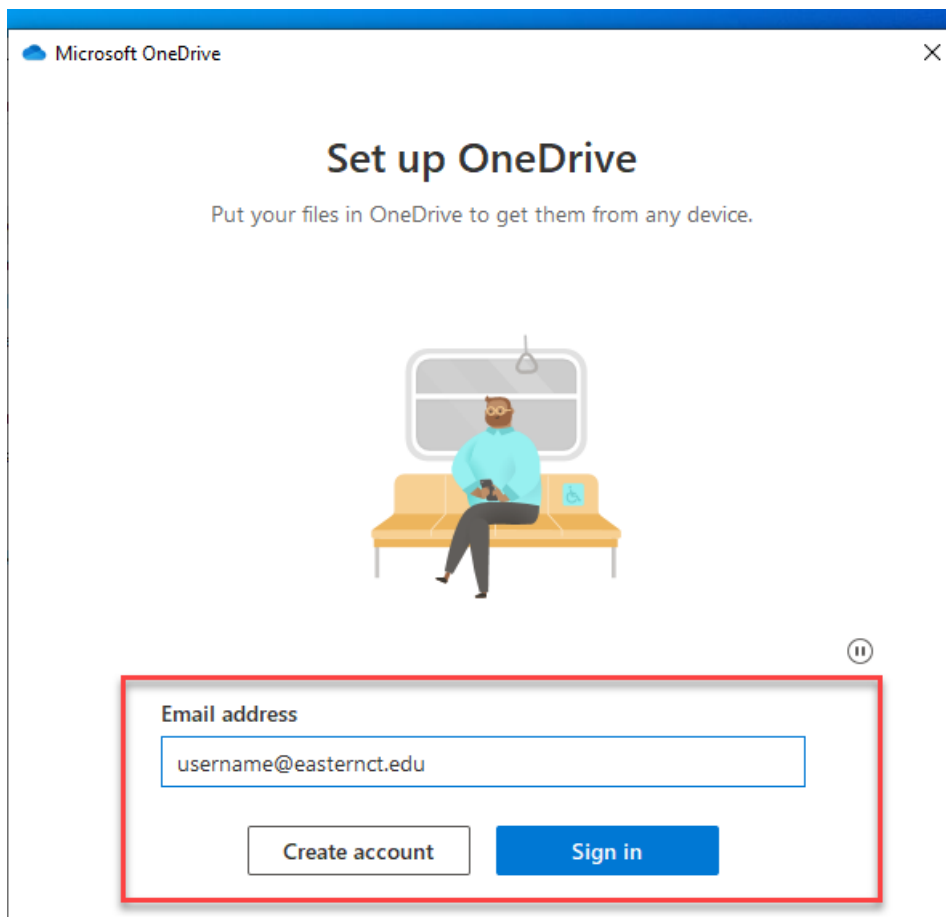 Microsoft OneDrive
Set up OneDrive
Put your files in OneDrive to get them from any device.
Email address
username@easternct.edu
Create account
Sign in